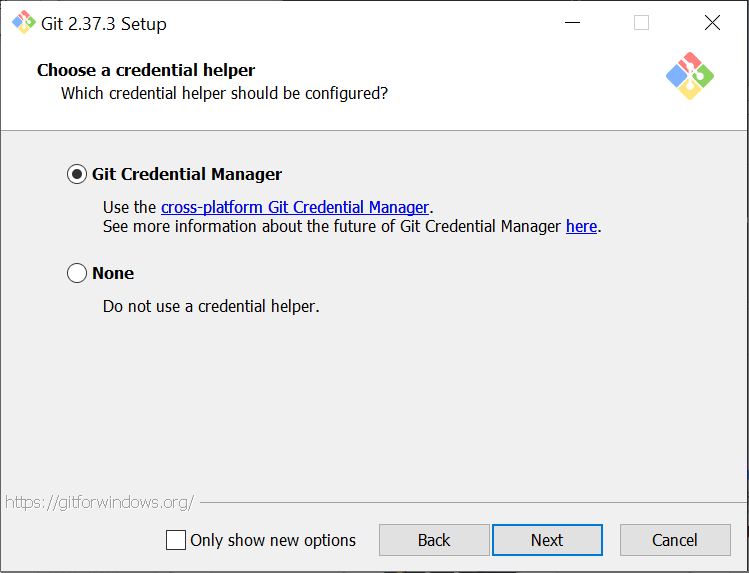 Git 2.37.3 Setup
Choose a credential helper
Which credential helper should be configured?
Git Credential Manager
Use the cross-platform Git Credential Manager.
See more information about the future of Git Credential Manager here.
None
Do not use a credential helper.
https://gitforwindows.org/
Only show new options
Back
Next
Cancel